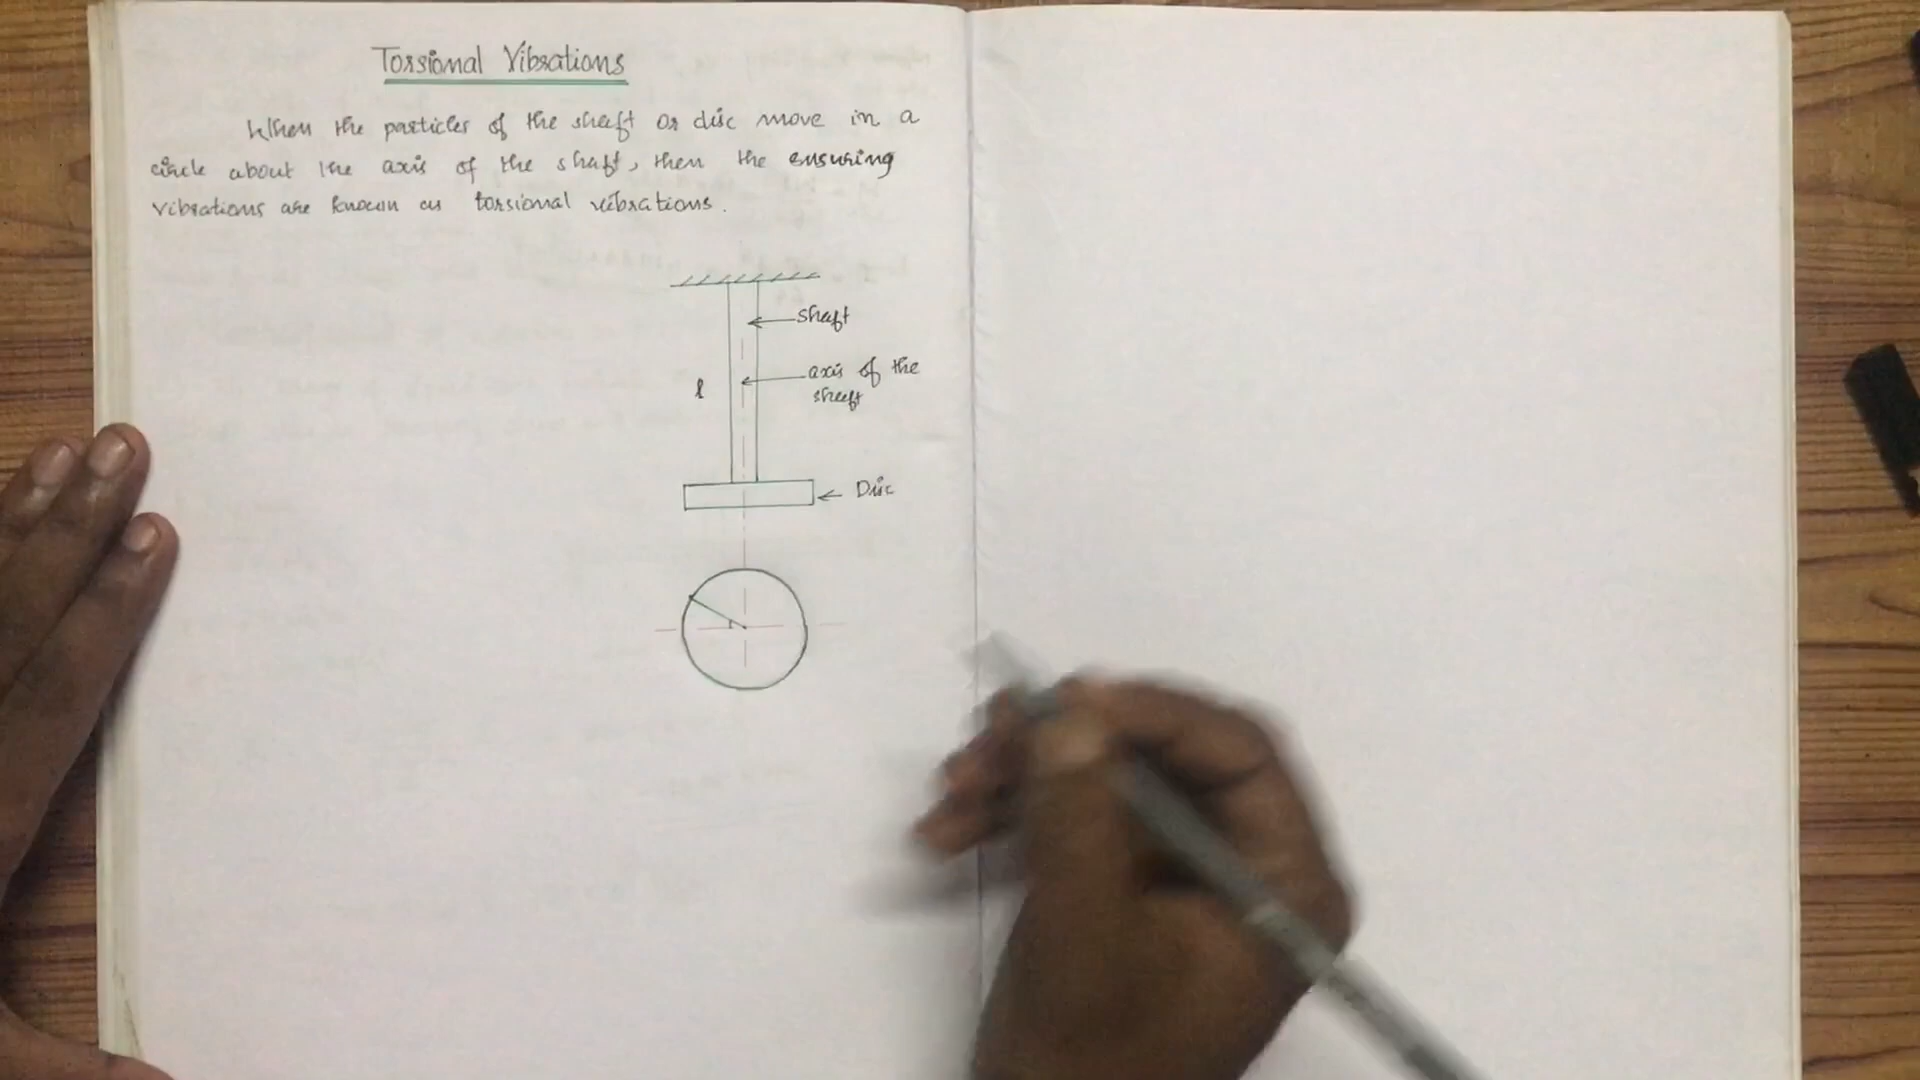 Torsional Vibrations
When the particles of the shaft or disc move in a
circle about the axis of the shaft, then the ensuring
vibrations are known as torsional vibrations.
shaft
axis of the
shaft
l
Disc